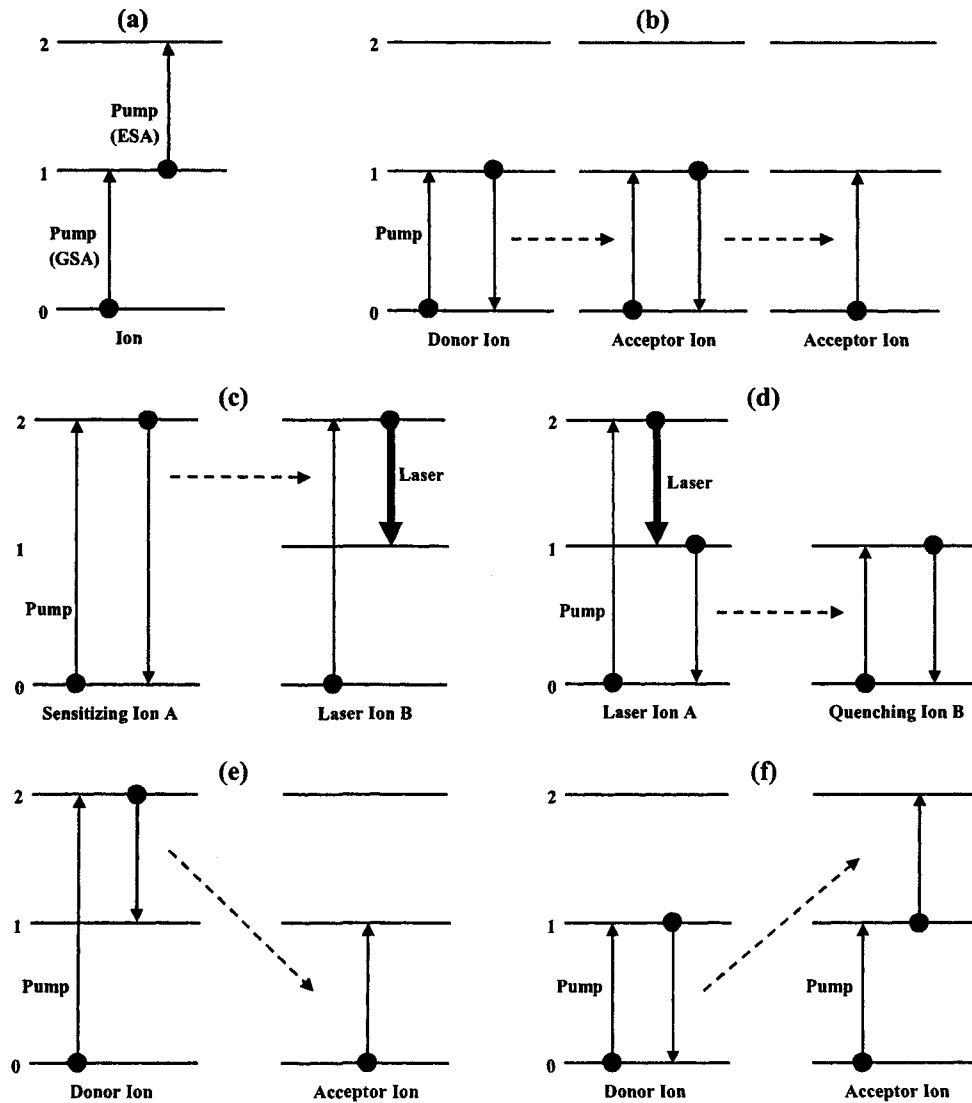 (a)
2
Pump
(ESA)
1
Pump
(GSA)
0
Ion
(b)
2
1
Pump
0
Donor Ion
Acceptor Ion
Acceptor Ion
(c)
2
Laser
1
Pump
0
Sensitizing Ion A
Laser Ion B
(d)
2
Laser
1
Pump
0
Laser Ion A
Quenching Ion B
(e)
2
1
Pump
0
Donor Ion
Acceptor Ion
(f)
2
1
Pump
Pump
0
Donor Ion
Acceptor Ion